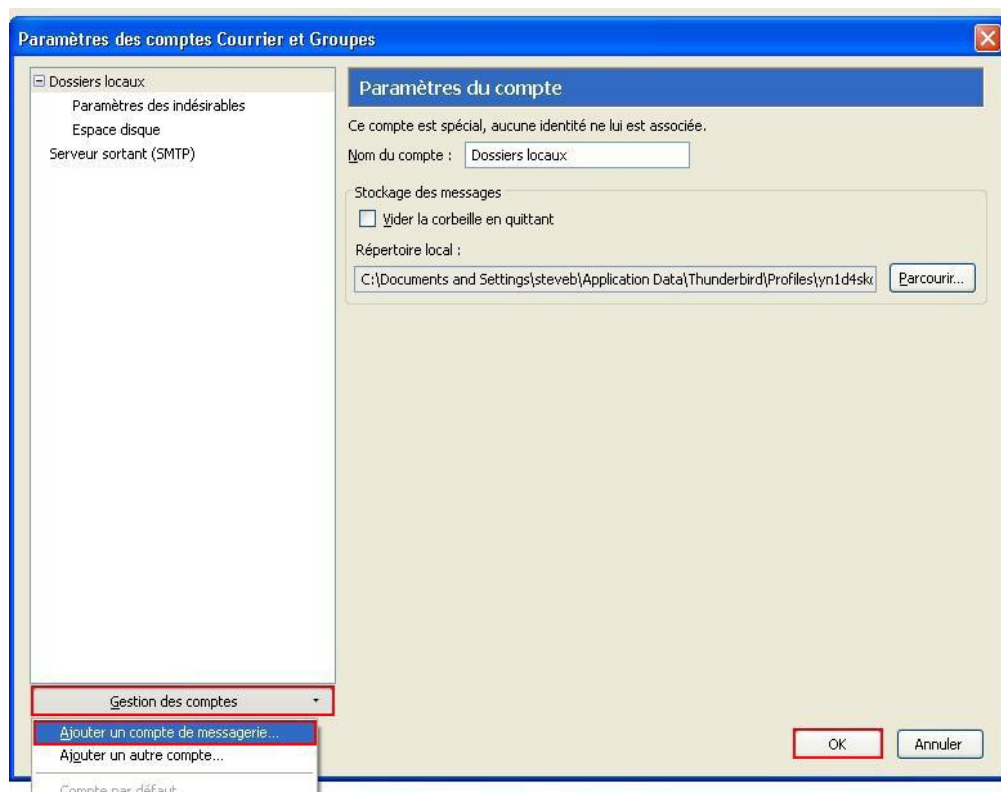 Paramètres des comptes Courrier et Groupes
Dossiers locaux
Paramètres des indésirables
Espace disque
Serveur sortant (SMTP)
Paramètres du compte
Ce compte est spécial, aucune identité ne lui est associée.
Nom du compte : Dossiers locaux
Stockage des messages
Vider la corbeille en quittant
Répertoire local :
C:\Documents and Settings\steveb\Application Data\Thunderbird\Profiles\yn1d4sk Parcourir...
Gestion des comptes
Ajouter un compte de messagerie...
Ajouter un autre compte...
Compte par défaut
OK Annuler